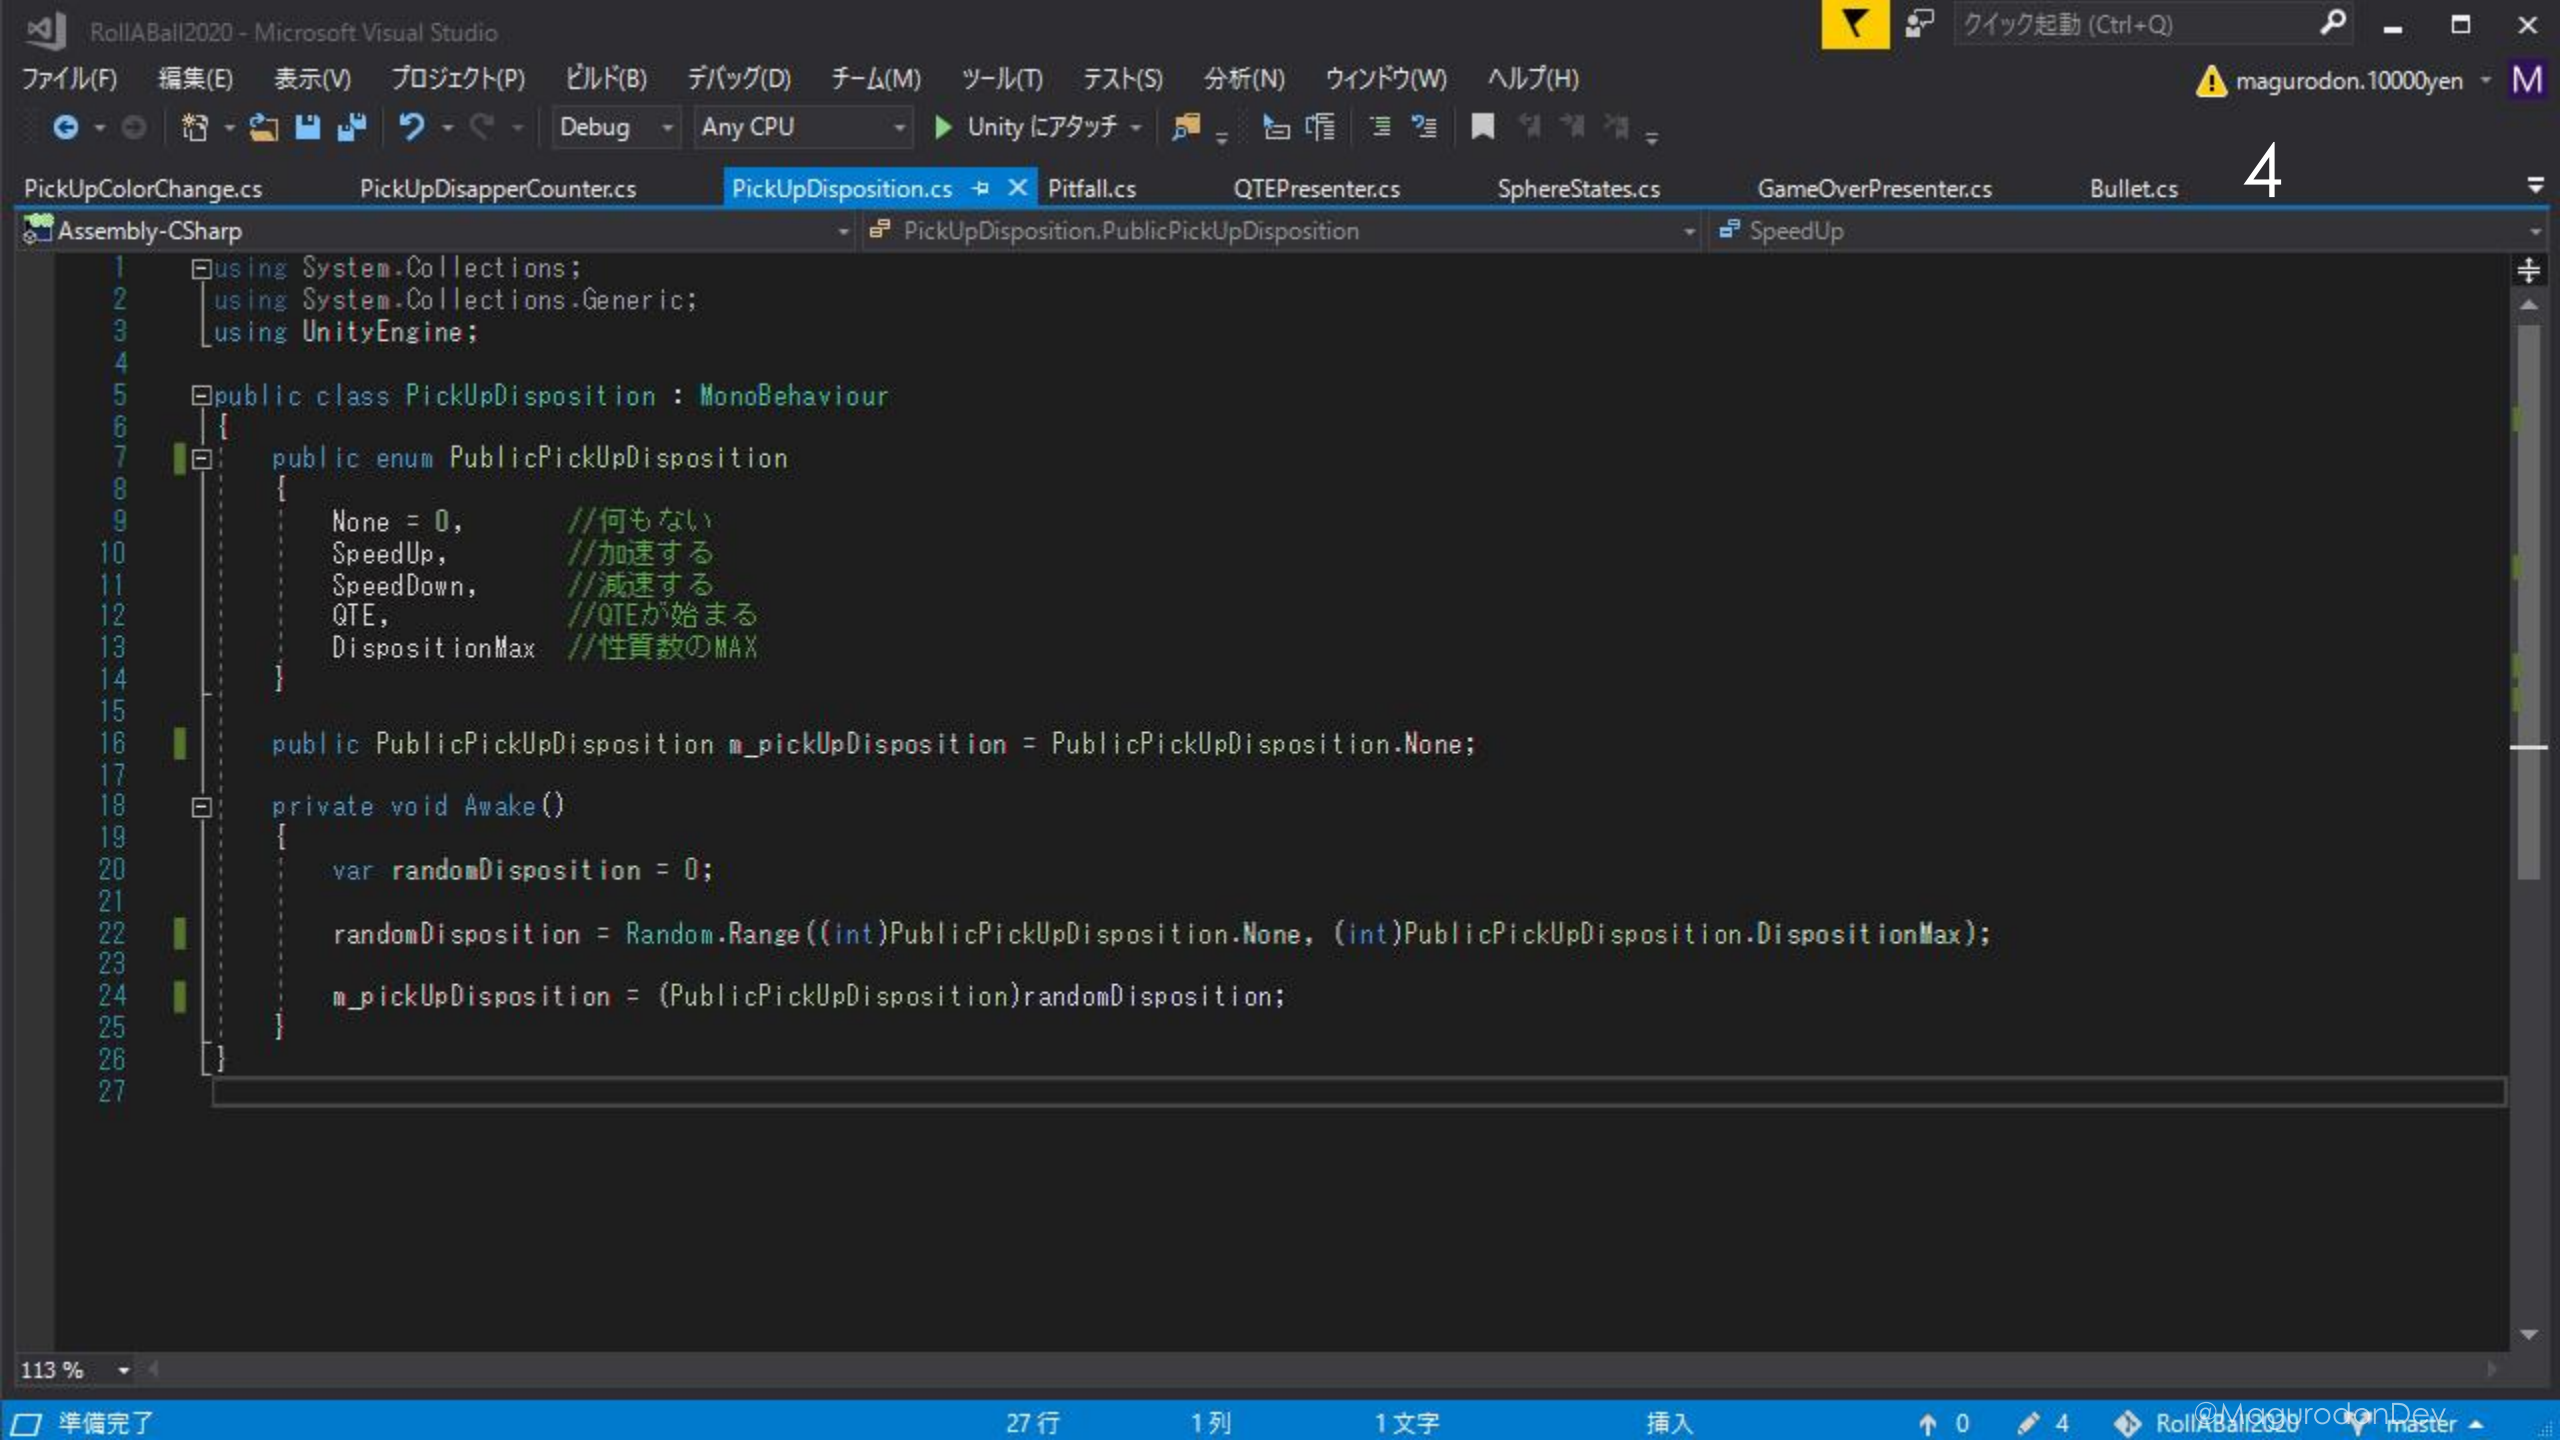 RollABall2020 - Microsoft Visual Studio
クイック起動 (Ctrl+Q)
ファイル(F) 編集(E) 表示(V) プロジェクト(P) ビルド(B) デバッグ(D) チーム(M) ツール(T) テスト(S) 分析(N) ウィンドウ(W) ヘルプ(H)
magurodon.10000yen M
Debug Any CPU Unity にアタッチ
4
PickUpColorChange.cs PickUpDisapperCounter.cs PickUpDisposition.cs Pitfall.cs QTEPresenter.cs SphereStates.cs GameOverPresenter.cs Bullet.cs
Assembly-CSharp PickUpDisposition.PublicPickUpDisposition SpeedUp
1 using System.Collections;
2 using System.Collections.Generic;
3 using UnityEngine;
4
5 public class PickUpDisposition : MonoBehaviour
6 {
7 public enum PublicPickUpDisposition
8 {
9 None = 0, //何もない
10 SpeedUp, //加速する
11 SpeedDown, //減速する
12 QTE, //QTEが始まる
13 DispositionMax //性質数のMAX
14 }
15
16 public PublicPickUpDisposition m_pickUpDisposition = PublicPickUpDisposition.None;
17
18 private void Awake()
19 {
20 var randomDisposition = 0;
21
22 randomDisposition = Random.Range((int)PublicPickUpDisposition.None, (int)PublicPickUpDisposition.DispositionMax);
23
24 m_pickUpDisposition = (PublicPickUpDisposition)randomDisposition;
25 }
26 }
27
113 %
準備完了 27 行 1 列 1 文字 挿入 0 4 RollABall2020 master
@MagurodonDev